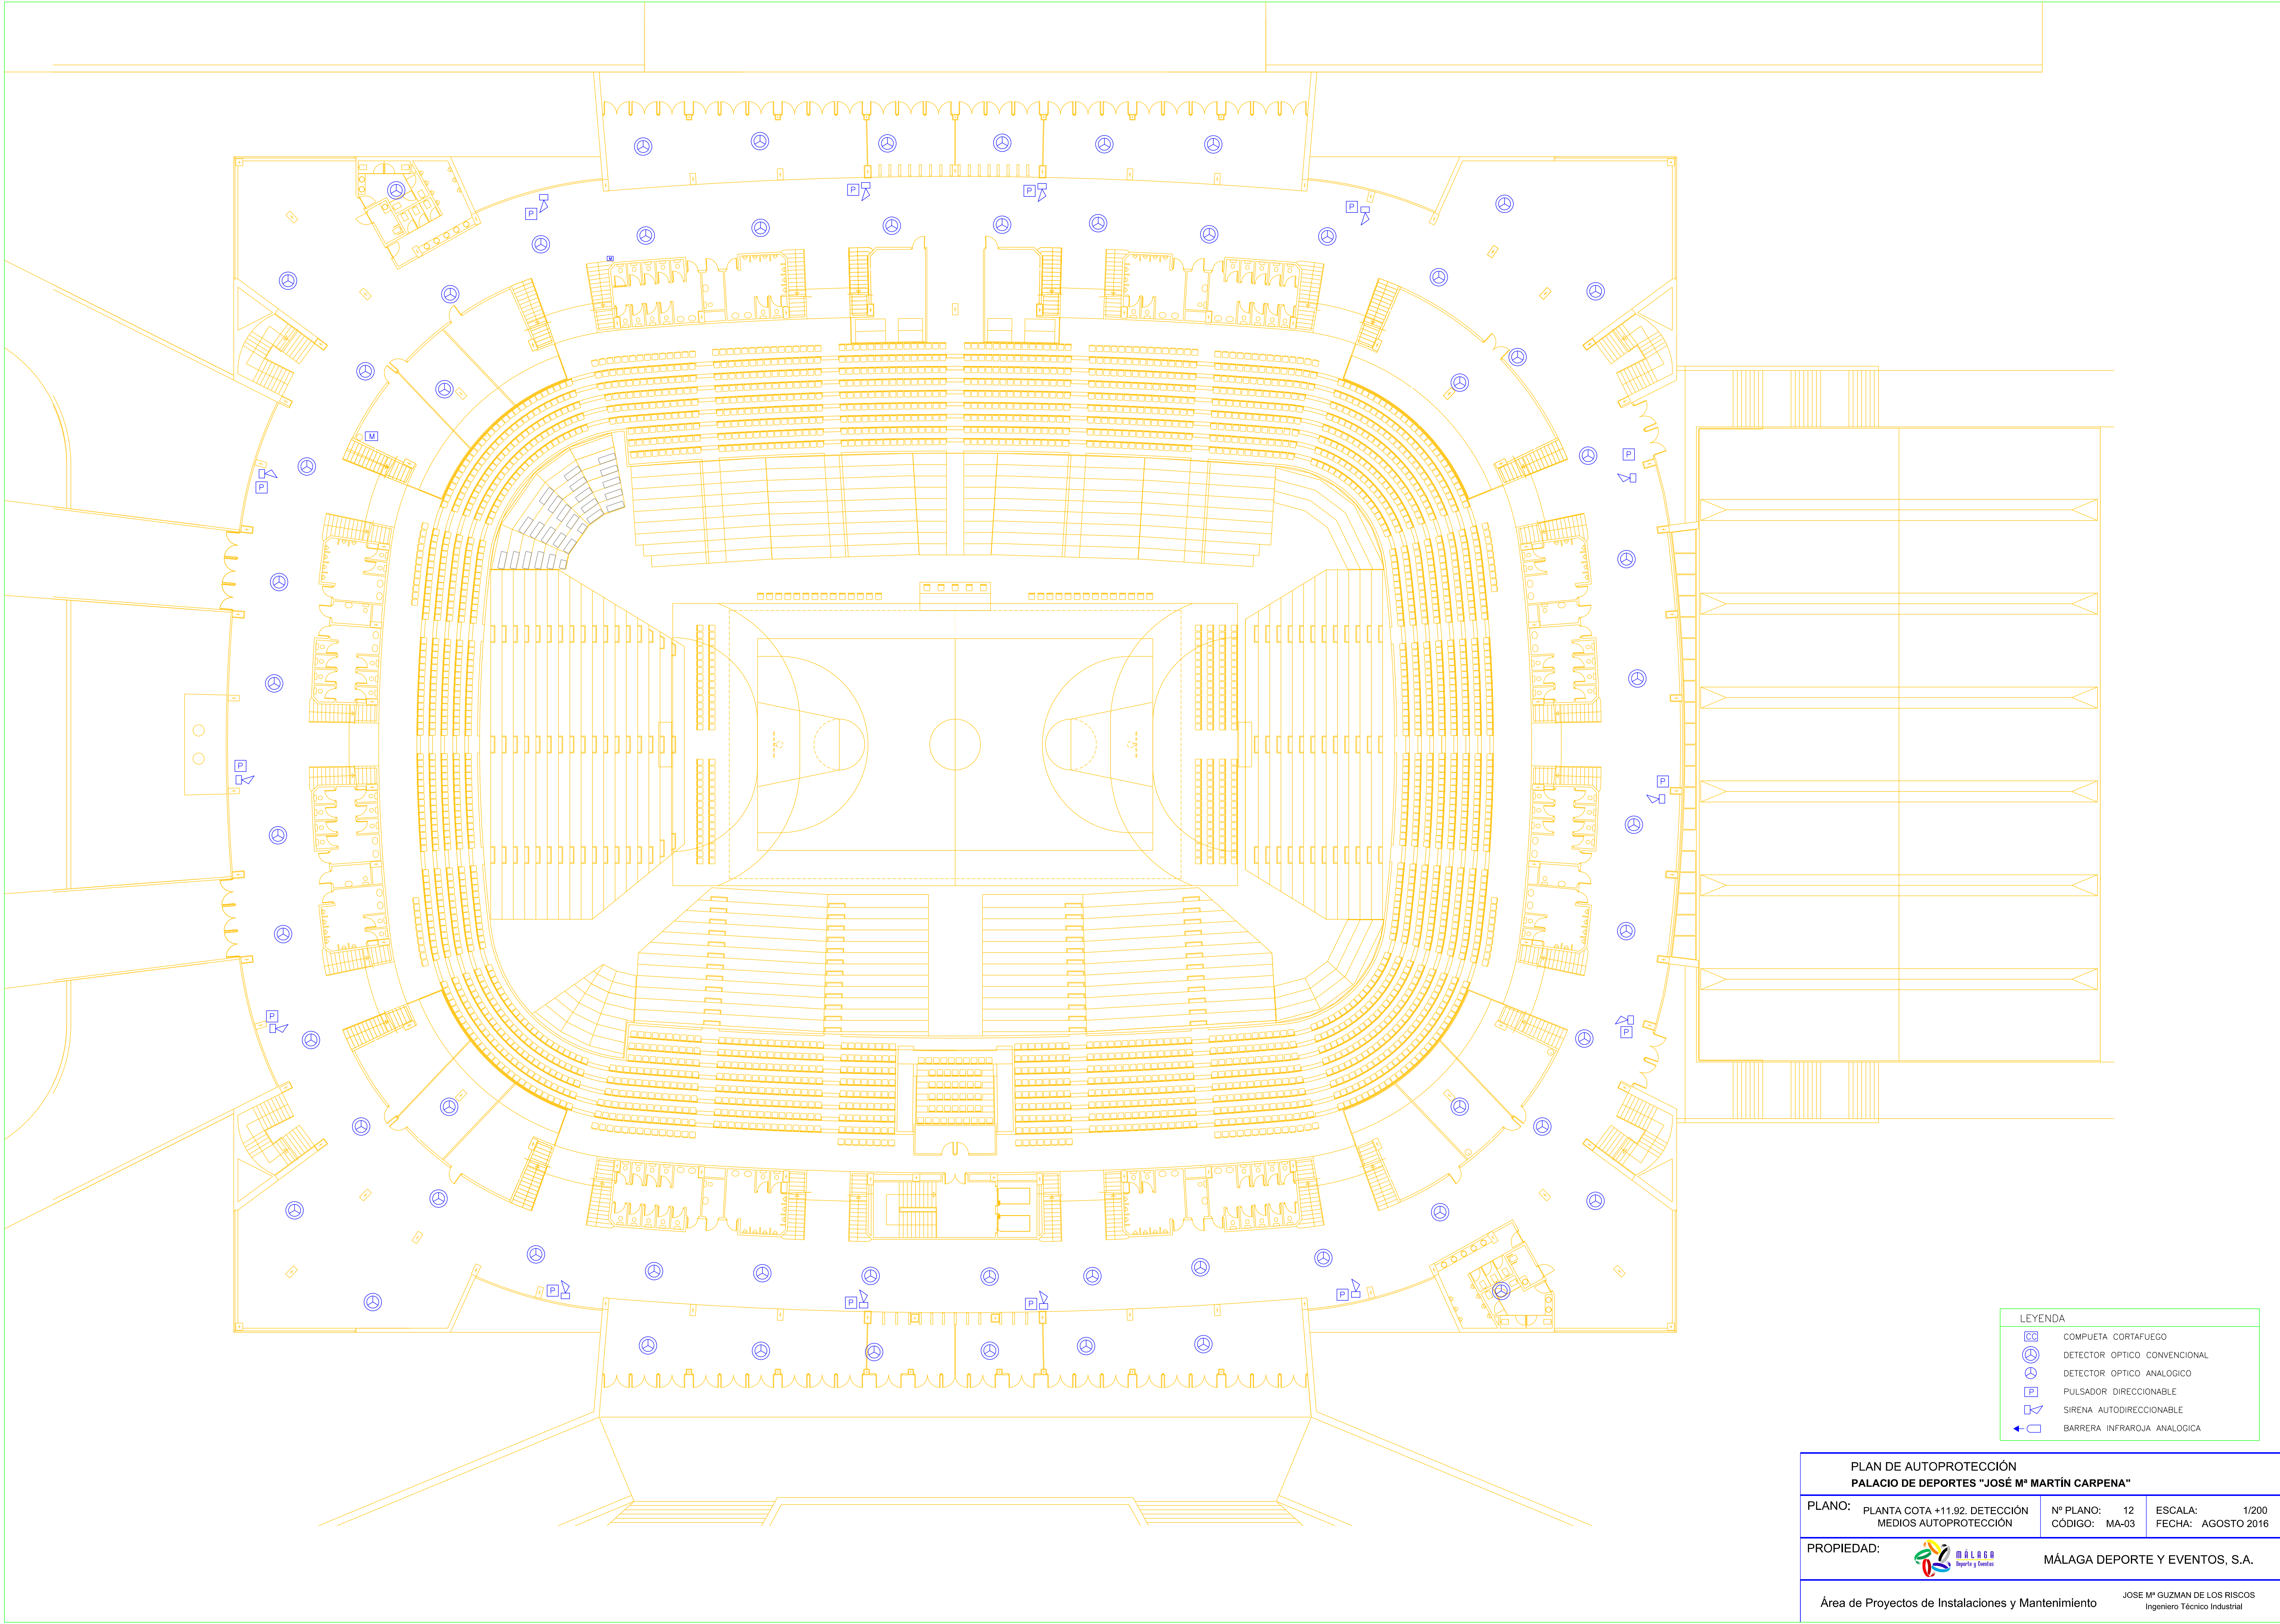 P
P
P
P
M
M
P
P
P
P
P
P
P
P
P
P
LEYENDA
CC COMPUETA CORTAFUEGO
DETECTOR OPTICO CONVENCIONAL
DETECTOR OPTICO ANALOGICO
P PULSADOR DIRECCIONABLE
SIRENA AUTODIRECCIONABLE
BARRERA INFRAROJA ANALOGICA
PLAN DE AUTOPROTECCIÓN
PALACIO DE DEPORTES "JOSÉ Mª MARTÍN CARPENA"
PLANO: PLANTA COTA +11.92. DETECCIÓN
MEDIOS AUTOPROTECCIÓN
Nº PLANO: 12
CÓDIGO: MA-03
ESCALA: 1/200
FECHA: AGOSTO 2016
PROPIEDAD:
MÁLAGA
Deporte y Eventos
MÁLAGA DEPORTE Y EVENTOS, S.A.
Área de Proyectos de Instalaciones y Mantenimiento
JOSE Mª GUZMAN DE LOS RISCOS
Ingeniero Técnico Industrial